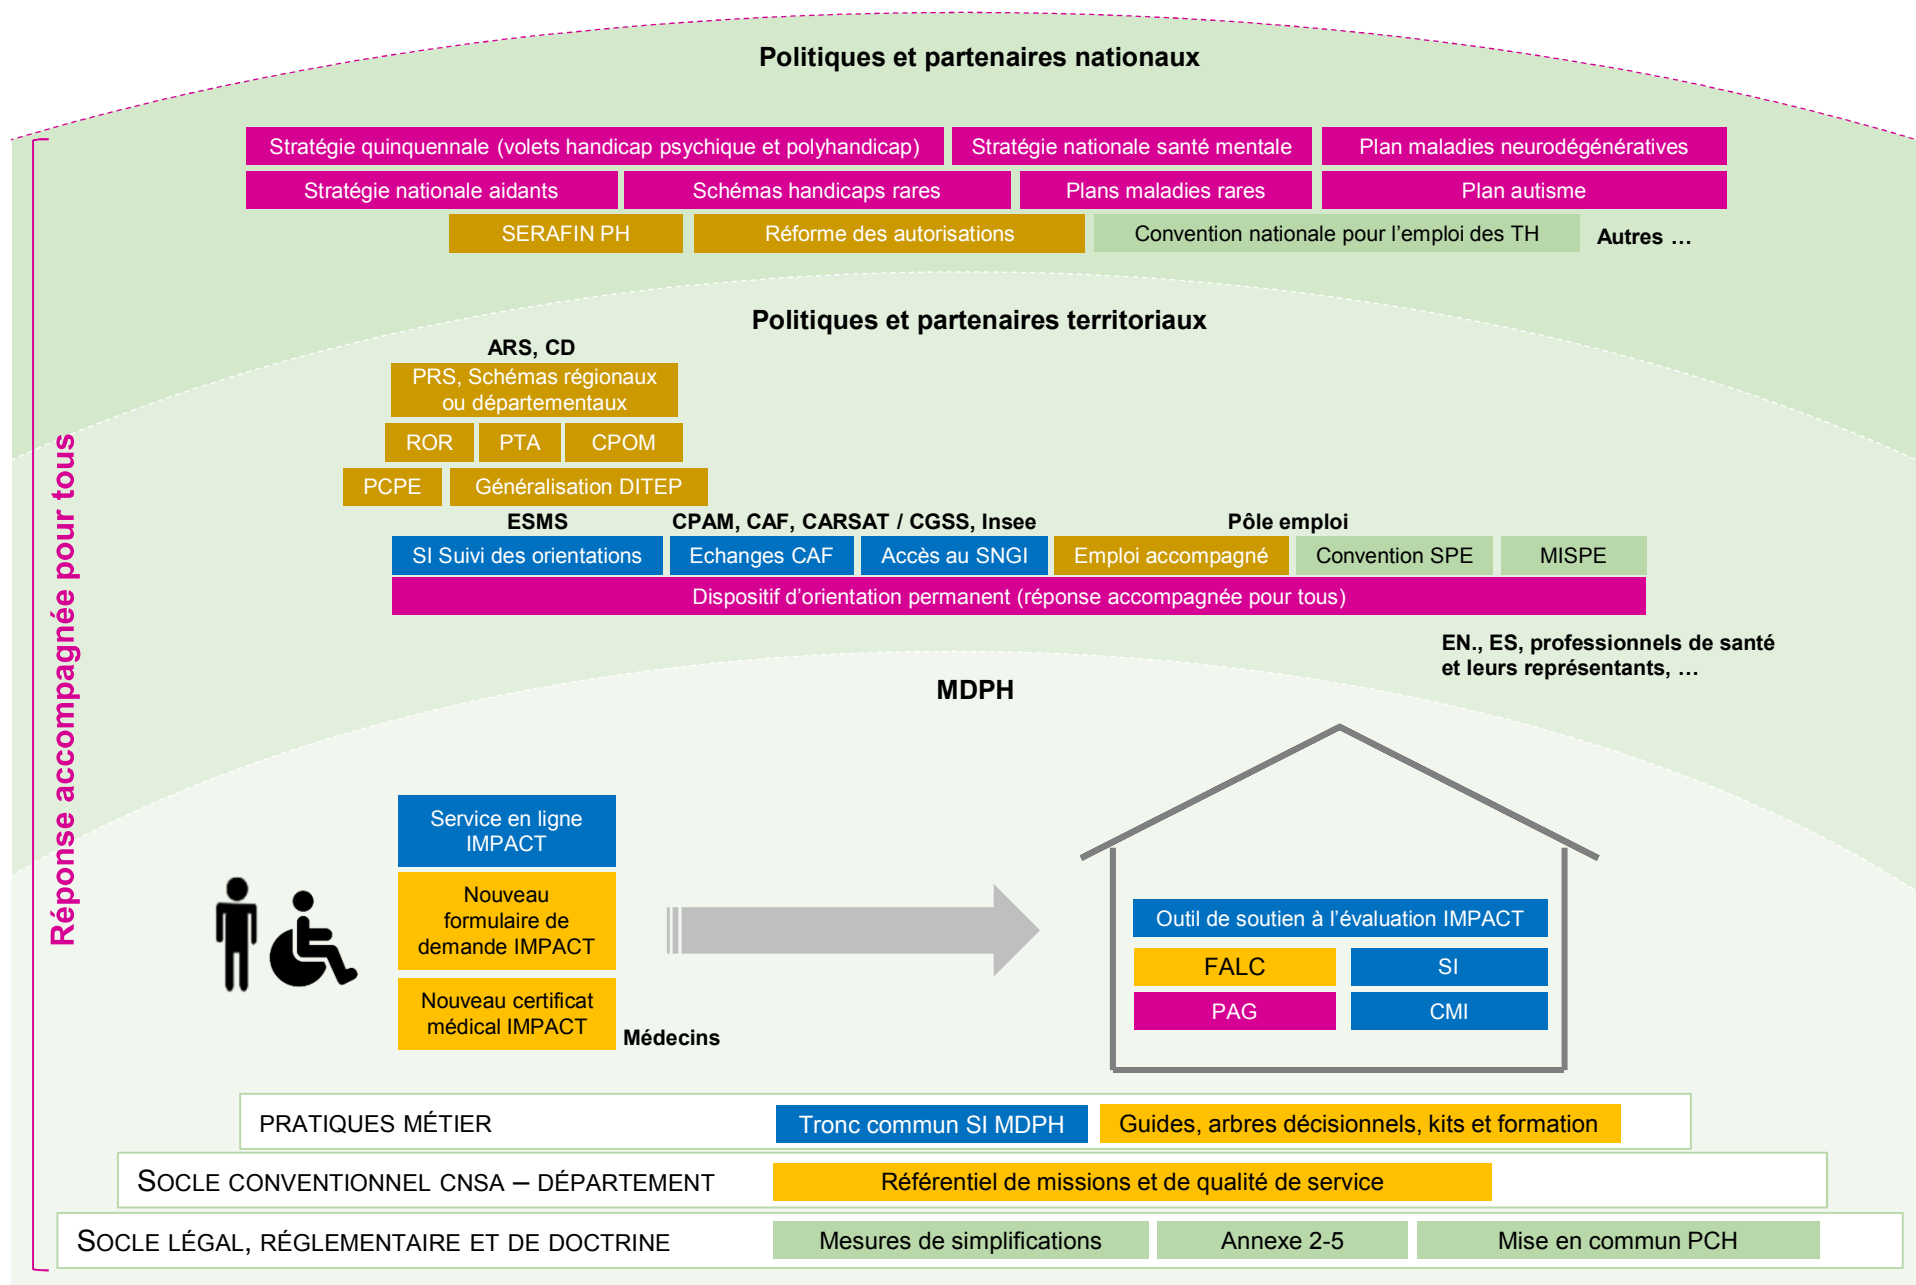 Politiques et partenaires nationaux
Stratégie quinquennale (volets handicap psychique et polyhandicap)
Stratégie nationale santé mentale
Plan maladies neurodégénératives
Stratégie nationale aidants
Schémas handicaps rares
Plans maladies rares
Plan autisme
SERAFIN PH
Réforme des autorisations
Convention nationale pour l'emploi des TH
Autres …
Réponse accompagnée pour tous
Politiques et partenaires territoriaux
ARS, CD
PRS, Schémas régionaux
ou départementaux
ROR
PTA
CPOM
PCPE
Généralisation DITEP
ESMS
CPAM, CAF, CARSAT / CGSS, Insee
Pôle emploi
SI Suivi des orientations
Echanges CAF
Accès au SNGI
Emploi accompagné
Convention SPE
MISPE
Dispositif d'orientation permanent (réponse accompagnée pour tous)
EN., ES, professionnels de santé
et leurs représentants, …
MDPH
Service en ligne
IMPACT
Nouveau
formulaire de
demande IMPACT
Nouveau certificat
médical IMPACT
Médecins
Outil de soutien à l'évaluation IMPACT
FALC
SI
PAG
CMI
PRATIQUES MÉTIER
Tronc commun SI MDPH
Guides, arbres décisionnels, kits et formation
SOCLE CONVENTIONNEL CNSA – DÉPARTEMENT
Référentiel de missions et de qualité de service
SOCLE LÉGAL, RÉGLEMENTAIRE ET DE DOCTRINE
Mesures de simplifications
Annexe 2-5
Mise en commun PCH